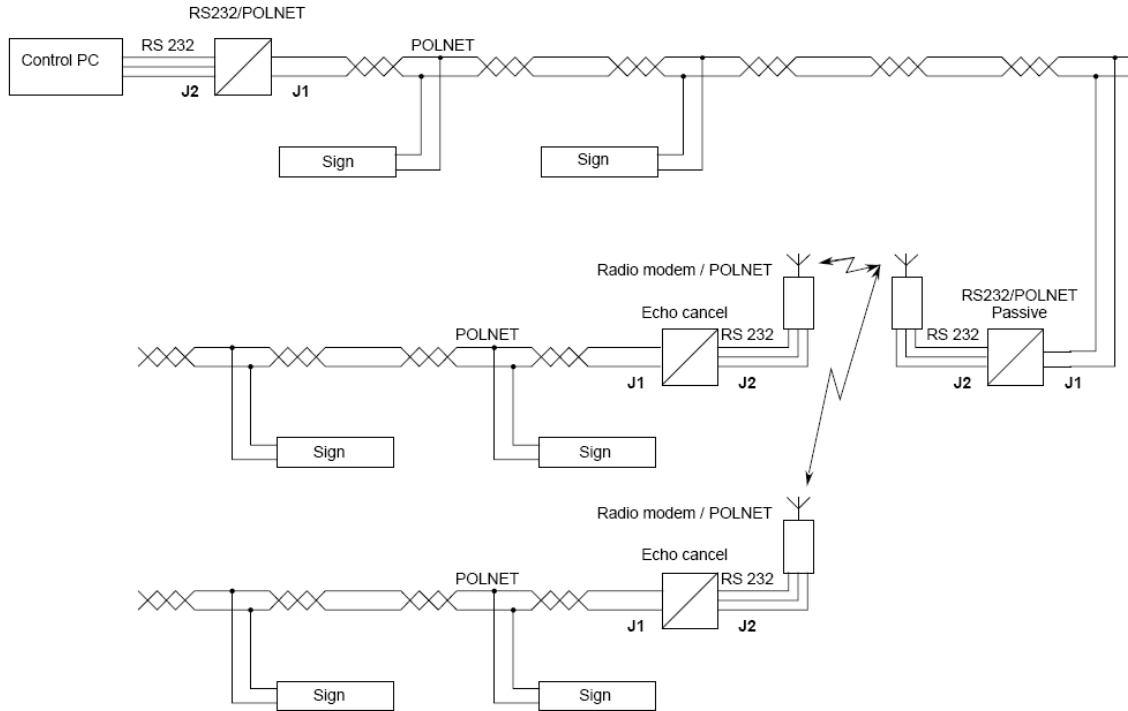 RS232/POLNET
Control PC
RS 232
POLNET
J2
J1
Sign
Sign
Radio modem / POLNET
RS232/POLNET
Passive
Echo cancel
POLNET
RS 232
RS 232
J1
J2
J2
J1
Sign
Sign
Radio modem / POLNET
Echo cancel
POLNET
RS 232
J1
J2
Sign
Sign